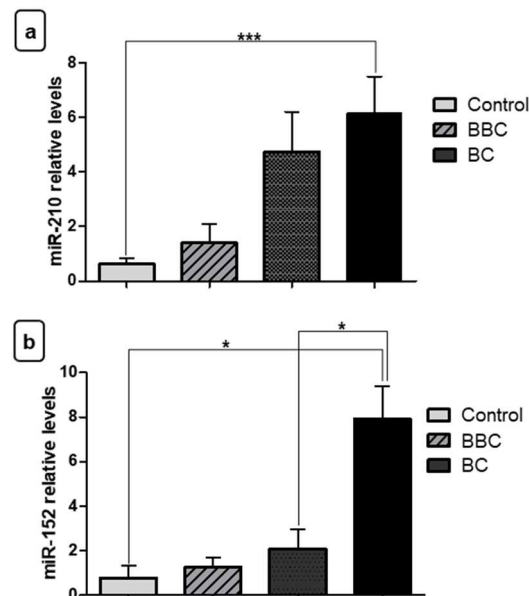 a
***
miR-210 relative levels
8
6
4
2
0
Control
BBC
BC
b
*
*
miR-152 relative levels
10
8
6
4
2
0
Control
BBC
BC